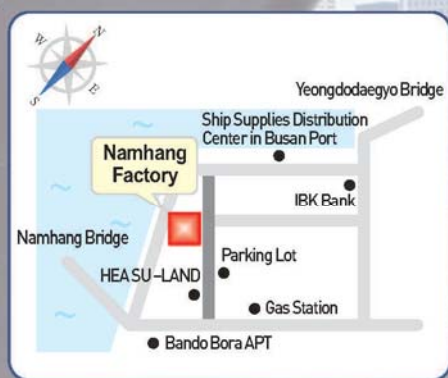 N
W
E
S
Yeongdodaegyo Bridge
Ship Supplies Distribution
Center in Busan Port
Namhang
Factory
IBK Bank
Namhang Bridge
Parking Lot
HEA SU-LAND
Gas Station
Bando Bora APT